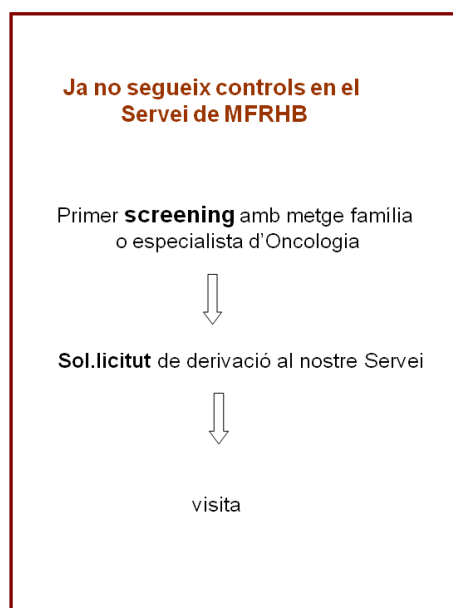 Ja no segueix controls en el
Servei de MFRHB
Primer screening amb metge família
o especialista d'Oncologia
Sol.licitut de derivació al nostre Servei
visita